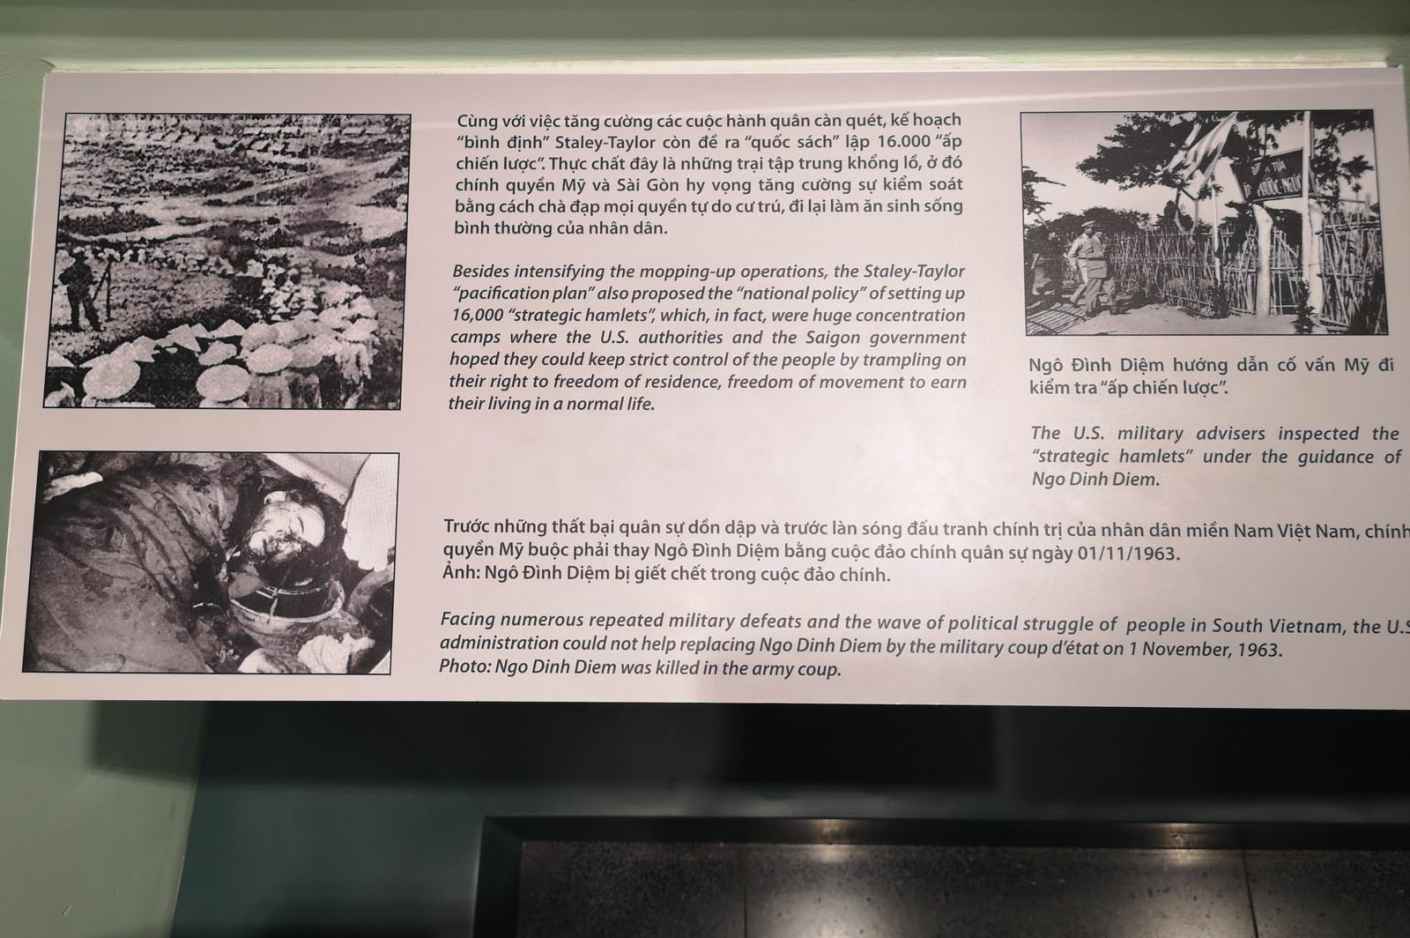 Cùng với việc tăng cường các cuộc hành quân càn quét, kế hoạch
“bình định” Staley-Taylor còn đề ra “quốc sách” lập 16.000 “ấp
chiến lược”. Thực chất đây là những trại tập trung khổng lồ, ở đó
chính quyền Mỹ và Sài Gòn hy vọng tăng cường sự kiểm soát
bằng cách chà đạp mọi quyền tự do cư trú, đi lại làm ăn sinh sống
bình thường của nhân dân.
Besides intensifying the mopping-up operations, the Staley-Taylor
“pacification plan” also proposed the “national policy” of setting up
16,000 “strategic hamlets”, which, in fact, were huge concentration
camps where the U.S. authorities and the Saigon government
hoped they could keep strict control of the people by trampling on
their right to freedom of residence, freedom of movement to earn
their living in a normal life.
Ngô Đình Diệm hướng dẫn cố vấn Mỹ đi
kiểm tra “ấp chiến lược”.
The U.S. military advisers inspected the
“strategic hamlets” under the guidance of
Ngo Dinh Diem.
Trước những thất bại quân sự dồn dập và trước làn sóng đấu tranh chính trị của nhân dân miền Nam Việt Nam, chính
quyền Mỹ buộc phải thay Ngô Đình Diệm bằng cuộc đảo chính quân sự ngày 01/11/1963.
Ảnh: Ngô Đình Diệm bị giết chết trong cuộc đảo chính.
Facing numerous repeated military defeats and the wave of political struggle of people in South Vietnam, the U.S
administration could not help replacing Ngo Dinh Diem by the military coup d’état on 1 November, 1963.
Photo: Ngo Dinh Diem was killed in the army coup.